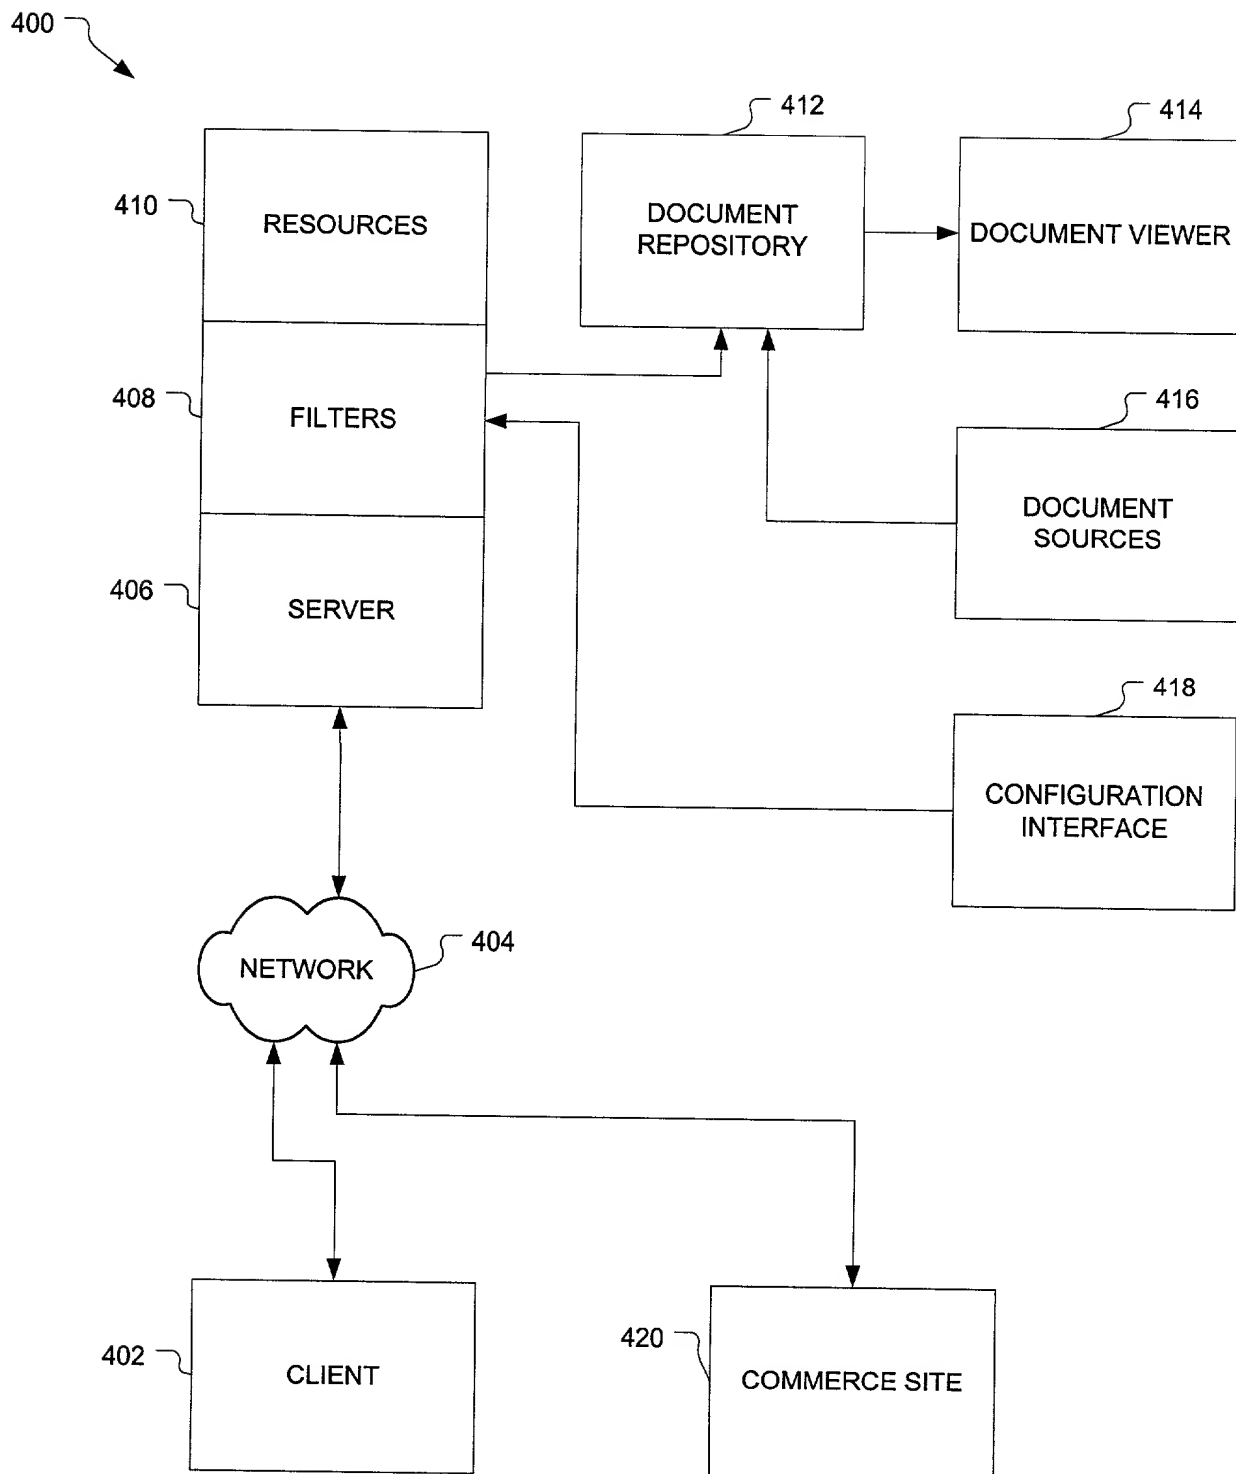 400
412
414
410
RESOURCES
DOCUMENT
REPOSITORY
DOCUMENT VIEWER
408
FILTERS
416
DOCUMENT
SOURCES
406
SERVER
418
CONFIGURATION
INTERFACE
404
NETWORK
402
CLIENT
420
COMMERCE SITE